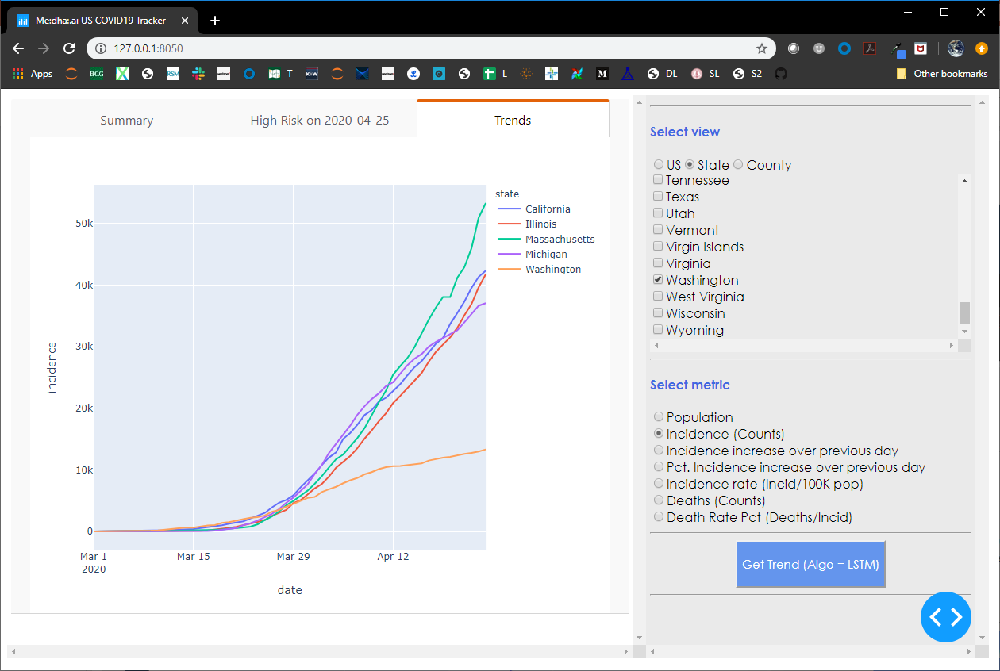 Me:dha:.ai US COVID19 Tracker
127.0.0.1:8050
Apps BCG RSM verizon T K·W verizon L M DL SL S2 Other bookmarks
Summary High Risk on 2020-04-25 Trends
state
California
Illinois
Massachusetts
Michigan
Washington
50k
40k
30k
20k
10k
0
incidence
Mar 1 Mar 15 Mar 29 Apr 12
2020
date
Select view
US State County
Tennessee
Texas
Utah
Vermont
Virgin Islands
Virginia
Washington
West Virginia
Wisconsin
Wyoming
Select metric
Population
Incidence (Counts)
Incidence increase over previous day
Pct. Incidence increase over previous day
Incidence rate (Incid/100K pop)
Deaths (Counts)
Death Rate Pct (Deaths/Incid)
Get Trend (Algo = LSTM)